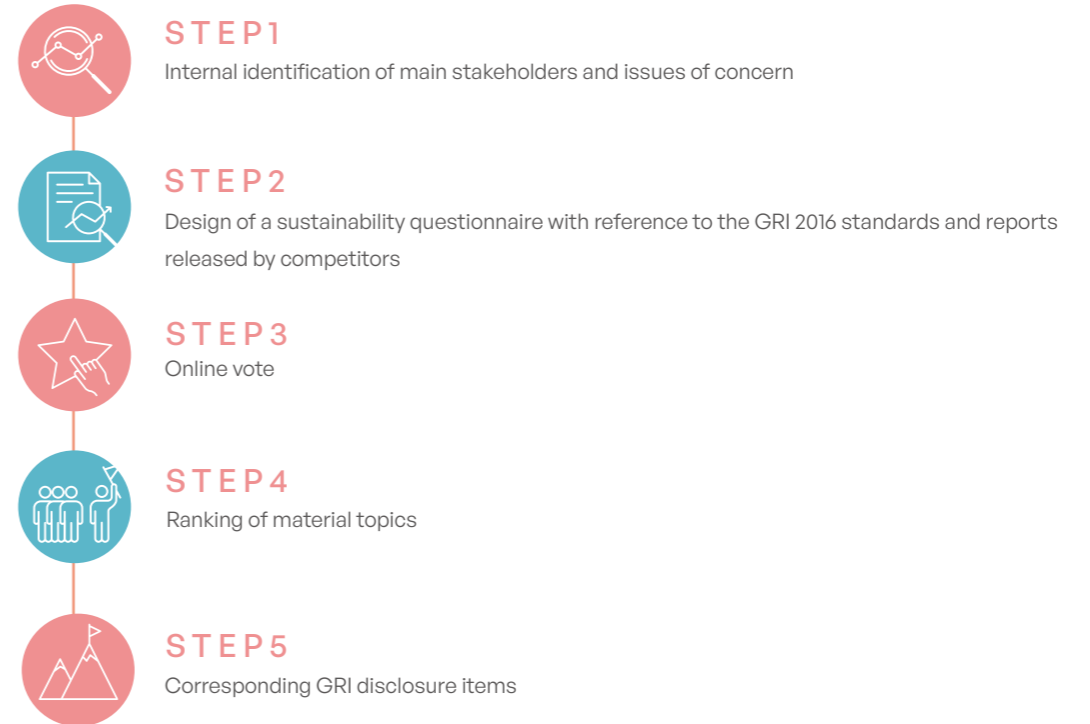 STEP1
Internal identification of main stakeholders and issues of concern
STEP2
Design of a sustainability questionnaire with reference to the GRI 2016 standards and reports
released by competitors
STEP3
Online vote
STEP4
Ranking of material topics
STEP5
Corresponding GRI disclosure items